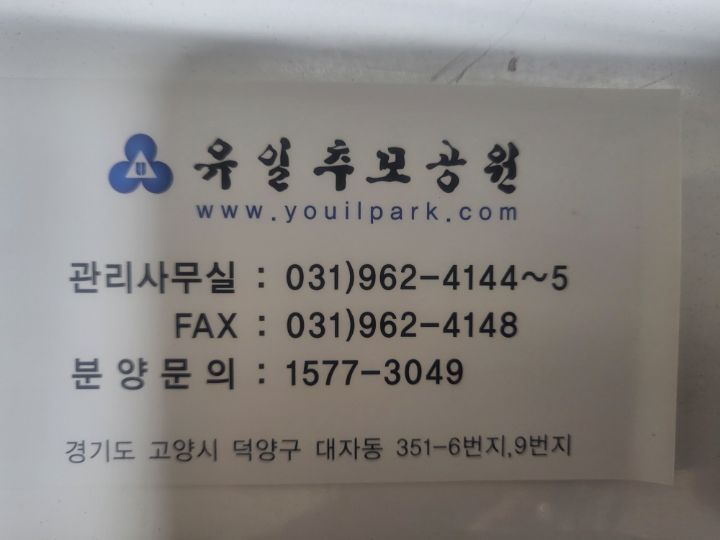 유일추모공원
www.youilpark.com
관리사무실 : 031)962-4144~5
FAX : 031)962-4148
분양문의 : 1577-3049
경기도 고양시 덕양구 대자동 351-6번지,9번지